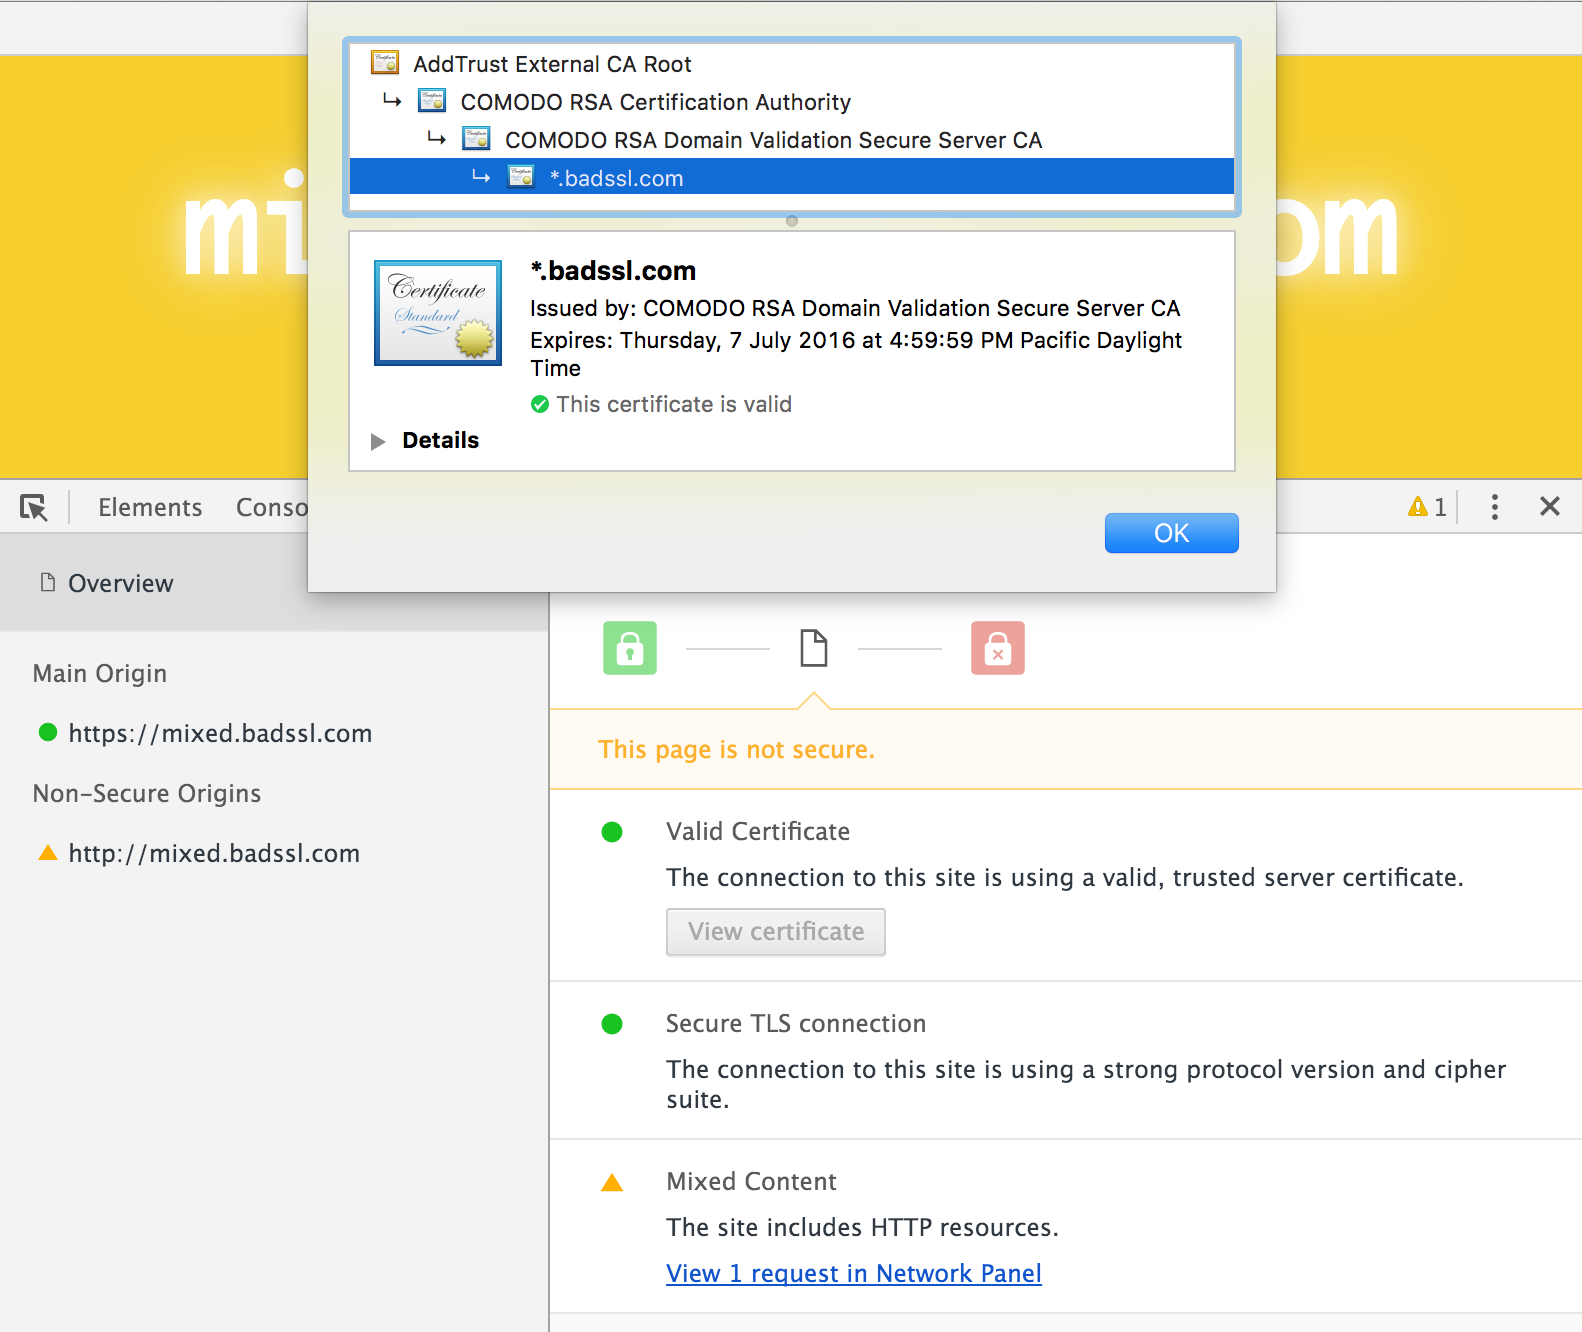 AddTrust External CA Root
COMODO RSA Certification Authority
COMODO RSA Domain Validation Secure Server CA
*.badssl.com
mi
om
Certificate
Standard
*.badssl.com
Issued by: COMODO RSA Domain Validation Secure Server CA
Expires: Thursday, 7 July 2016 at 4:59:59 PM Pacific Daylight
Time
This certificate is valid
Details
OK
Elements Conso
1
Overview
Main Origin
https://mixed.badssl.com
Non-Secure Origins
http://mixed.badssl.com
This page is not secure.
Valid Certificate
The connection to this site is using a valid, trusted server certificate.
View certificate
Secure TLS connection
The connection to this site is using a strong protocol version and cipher
suite.
Mixed Content
The site includes HTTP resources.
View 1 request in Network Panel